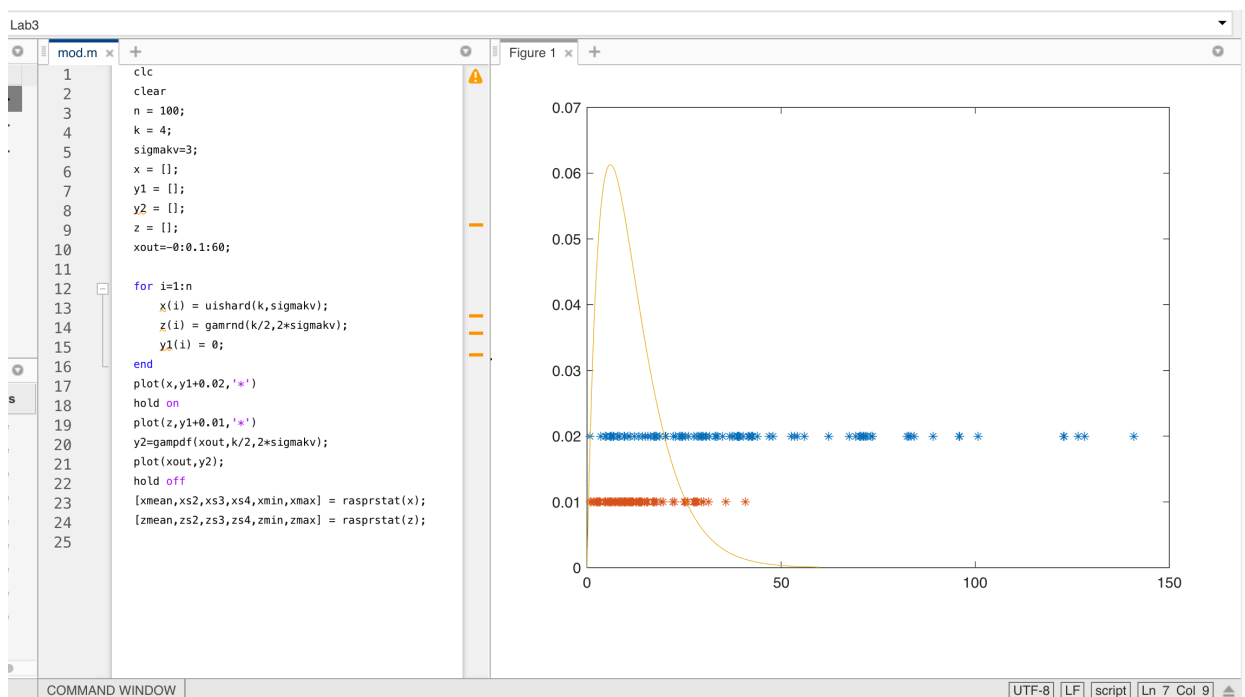 Lab3
mod.m × +
1 clc
2 clear
3 n = 100;
4 k = 4;
5 sigmakv=3;
6 x = [];
7 y1 = [];
8 y2 = [];
9 z = [];
10 xout=-0:0.1:60;
11
12 for i=1:n
13 x(i) = uishard(k,sigmakv);
14 z(i) = gamrnd(k/2,2*sigmakv);
15 y1(i) = 0;
16 end
17 plot(x,y1+0.02,'*')
18 hold on
19 plot(z,y1+0.01,'*')
20 y2=gampdf(xout,k/2,2*sigmakv);
21 plot(xout,y2);
22 hold off
23 [xmean,xs2,xs3,xs4,xmin,xmax] = rasprstat(x);
24 [zmean,zs2,zs3,zs4,zmin,zmax] = rasprstat(z);
25
s
Figure 1 × +
0.07
0.06
0.05
0.04
0.03
0.02
0.01
0
0 50 100 150
COMMAND WINDOW
UTF-8 LF script Ln 7 Col 9